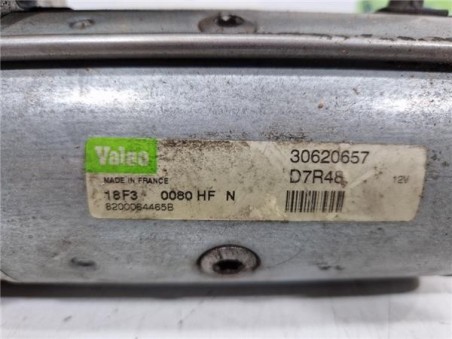 Valeo
MADE IN FRANCE
18F3 0080 HF N
8200064465B
30620657
D7R48
12V